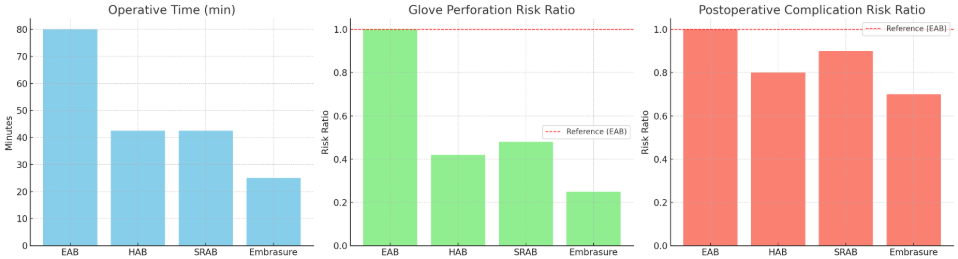 Operative Time (min)
Minutes
80
70
60
50
40
30
20
10
0
EAB HAB SRAB Embrasure
Glove Perforation Risk Ratio
Risk Ratio
1.0
0.8
0.6
0.4
0.2
0.0
Reference (EAB)
EAB HAB SRAB Embrasure
Postoperative Complication Risk Ratio
Risk Ratio
Reference (EAB)
1.0
0.8
0.6
0.4
0.2
0.0
EAB HAB SRAB Embrasure